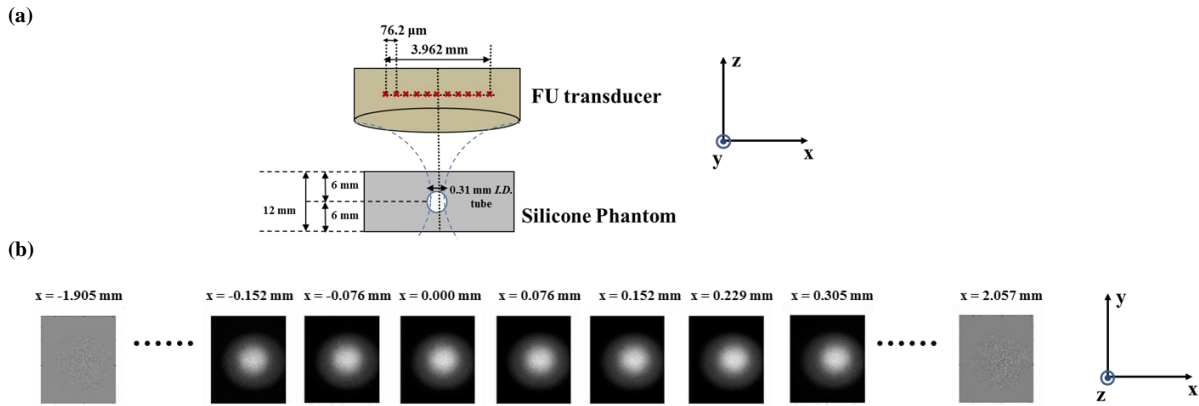 (a)
76.2 µm
3.962 mm
FU transducer
z
y
x
6 mm
0.31 mm I.D.
tube
12 mm
6 mm
Silicone Phantom
(b)
x = -1.905 mm x = -0.152 mm x = -0.076 mm x = 0.000 mm x = 0.076 mm x = 0.152 mm x = 0.229 mm x = 0.305 mm x = 2.057 mm
y
z
x